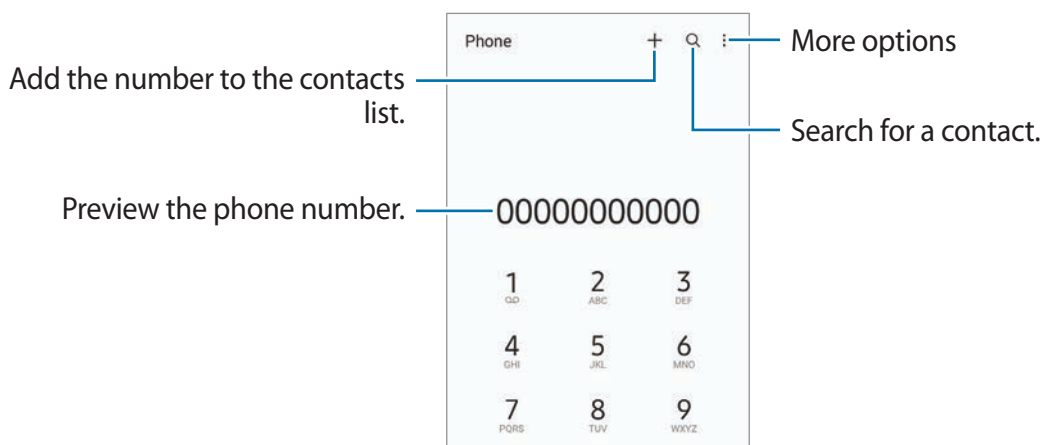 Phone
More options
Add the number to the contacts
list.
Search for a contact.
Preview the phone number.
00000000000
1 2 3
ABC DEF
4 5 6
GHI JKL MNO
7 8 9
PQRS TUV WXYZ